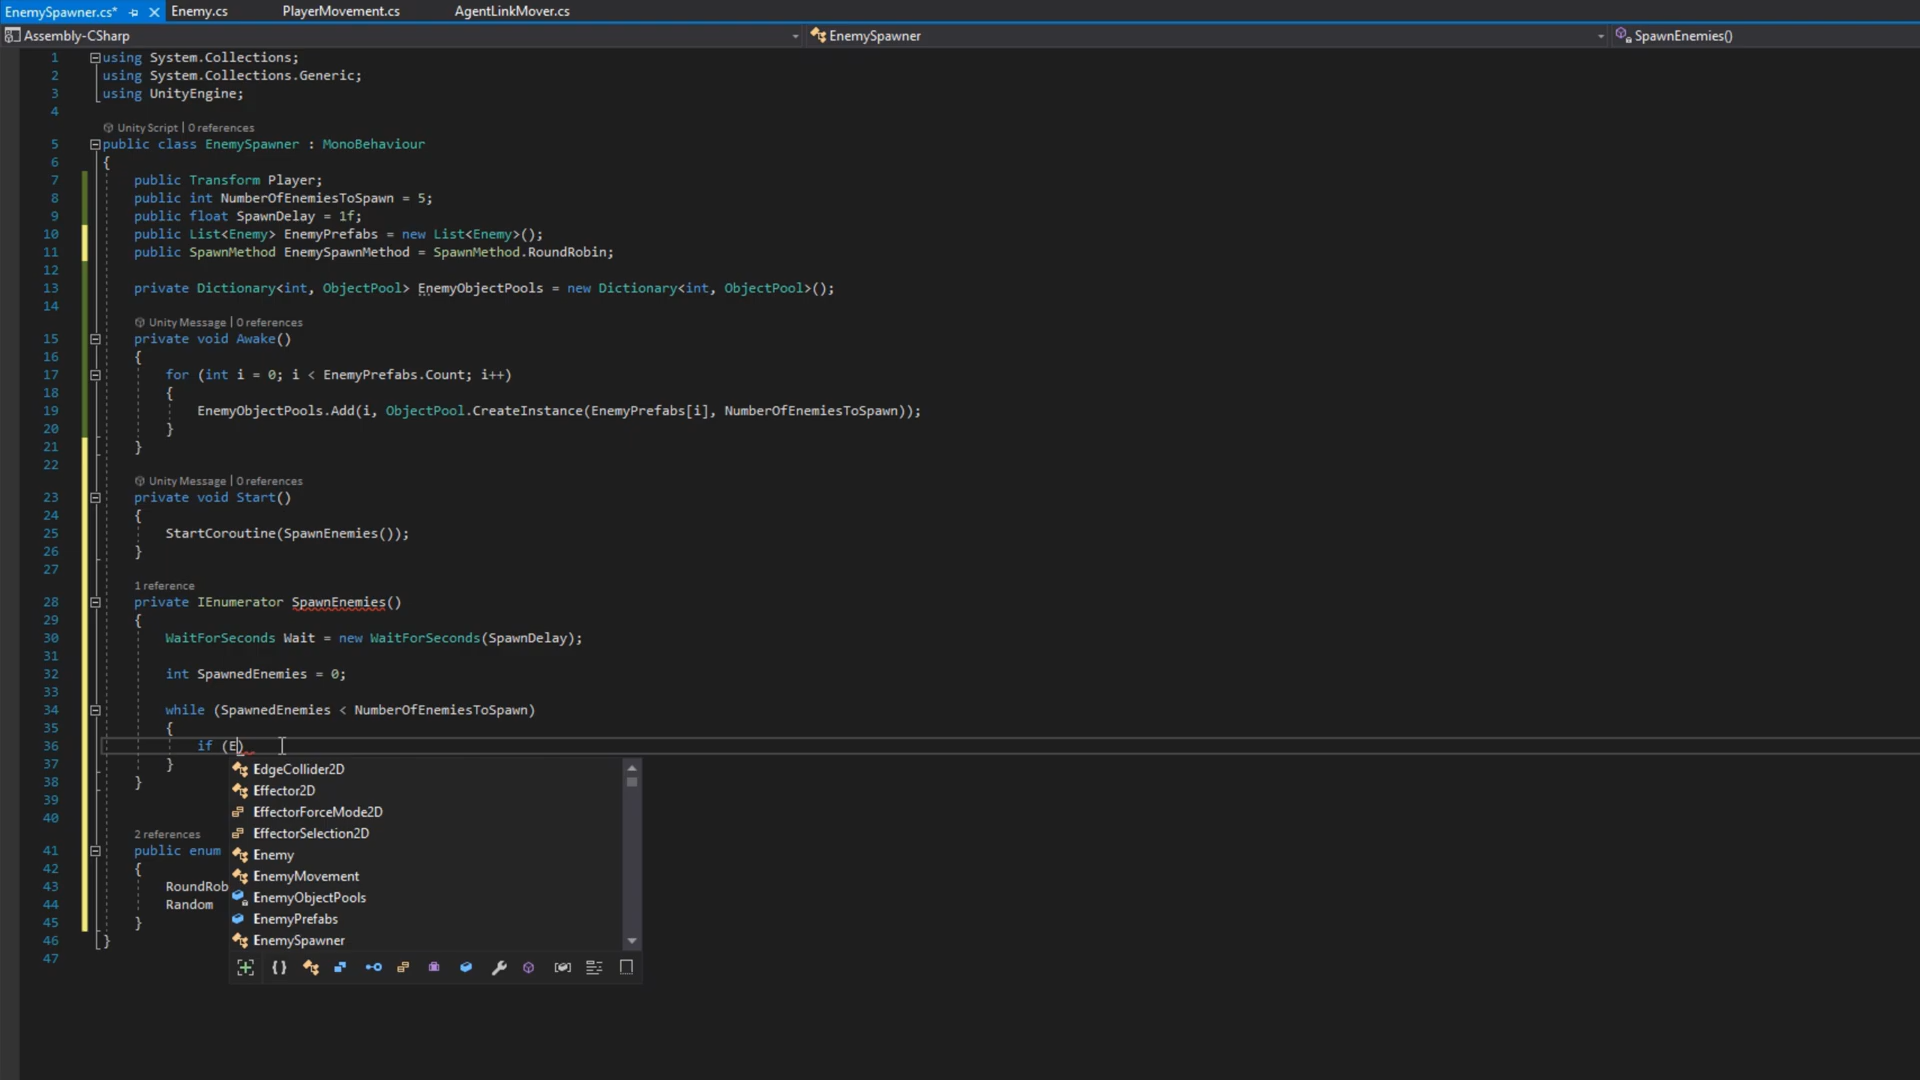 EnemySpawner.cs* Enemy.cs PlayerMovement.cs AgentLinkMover.cs
Assembly-CSharp EnemySpawner SpawnEnemies()
1 using System.Collections;
2 using System.Collections.Generic;
3 using UnityEngine;
4
Unity Script | 0 references
5 public class EnemySpawner : MonoBehaviour
6 {
7 public Transform Player;
8 public int NumberOfEnemiesToSpawn = 5;
9 public float SpawnDelay = 1f;
10 public List<Enemy> EnemyPrefabs = new List<Enemy>();
11 public SpawnMethod EnemySpawnMethod = SpawnMethod.RoundRobin;
12
13 private Dictionary<int, ObjectPool> EnemyObjectPools = new Dictionary<int, ObjectPool>();
14
Unity Message | 0 references
15 private void Awake()
16 {
17 for (int i = 0; i < EnemyPrefabs.Count; i++)
18 {
19 EnemyObjectPools.Add(i, ObjectPool.CreateInstance(EnemyPrefabs[i], NumberOfEnemiesToSpawn));
20 }
21 }
22
Unity Message | 0 references
23 private void Start()
24 {
25 StartCoroutine(SpawnEnemies());
26 }
27
1 reference
28 private IEnumerator SpawnEnemies()
29 {
30 WaitForSeconds Wait = new WaitForSeconds(SpawnDelay);
31
32 int SpawnedEnemies = 0;
33
34 while (SpawnedEnemies < NumberOfEnemiesToSpawn)
35 {
36 if (E)
37 }
38 }
39
40
2 references
41 public enum
42 {
43 RoundRob
44 Random
45 }
46 }
47
EdgeCollider2D
Effector2D
EffectorForceMode2D
EffectorSelection2D
Enemy
EnemyMovement
EnemyObjectPools
EnemyPrefabs
EnemySpawner